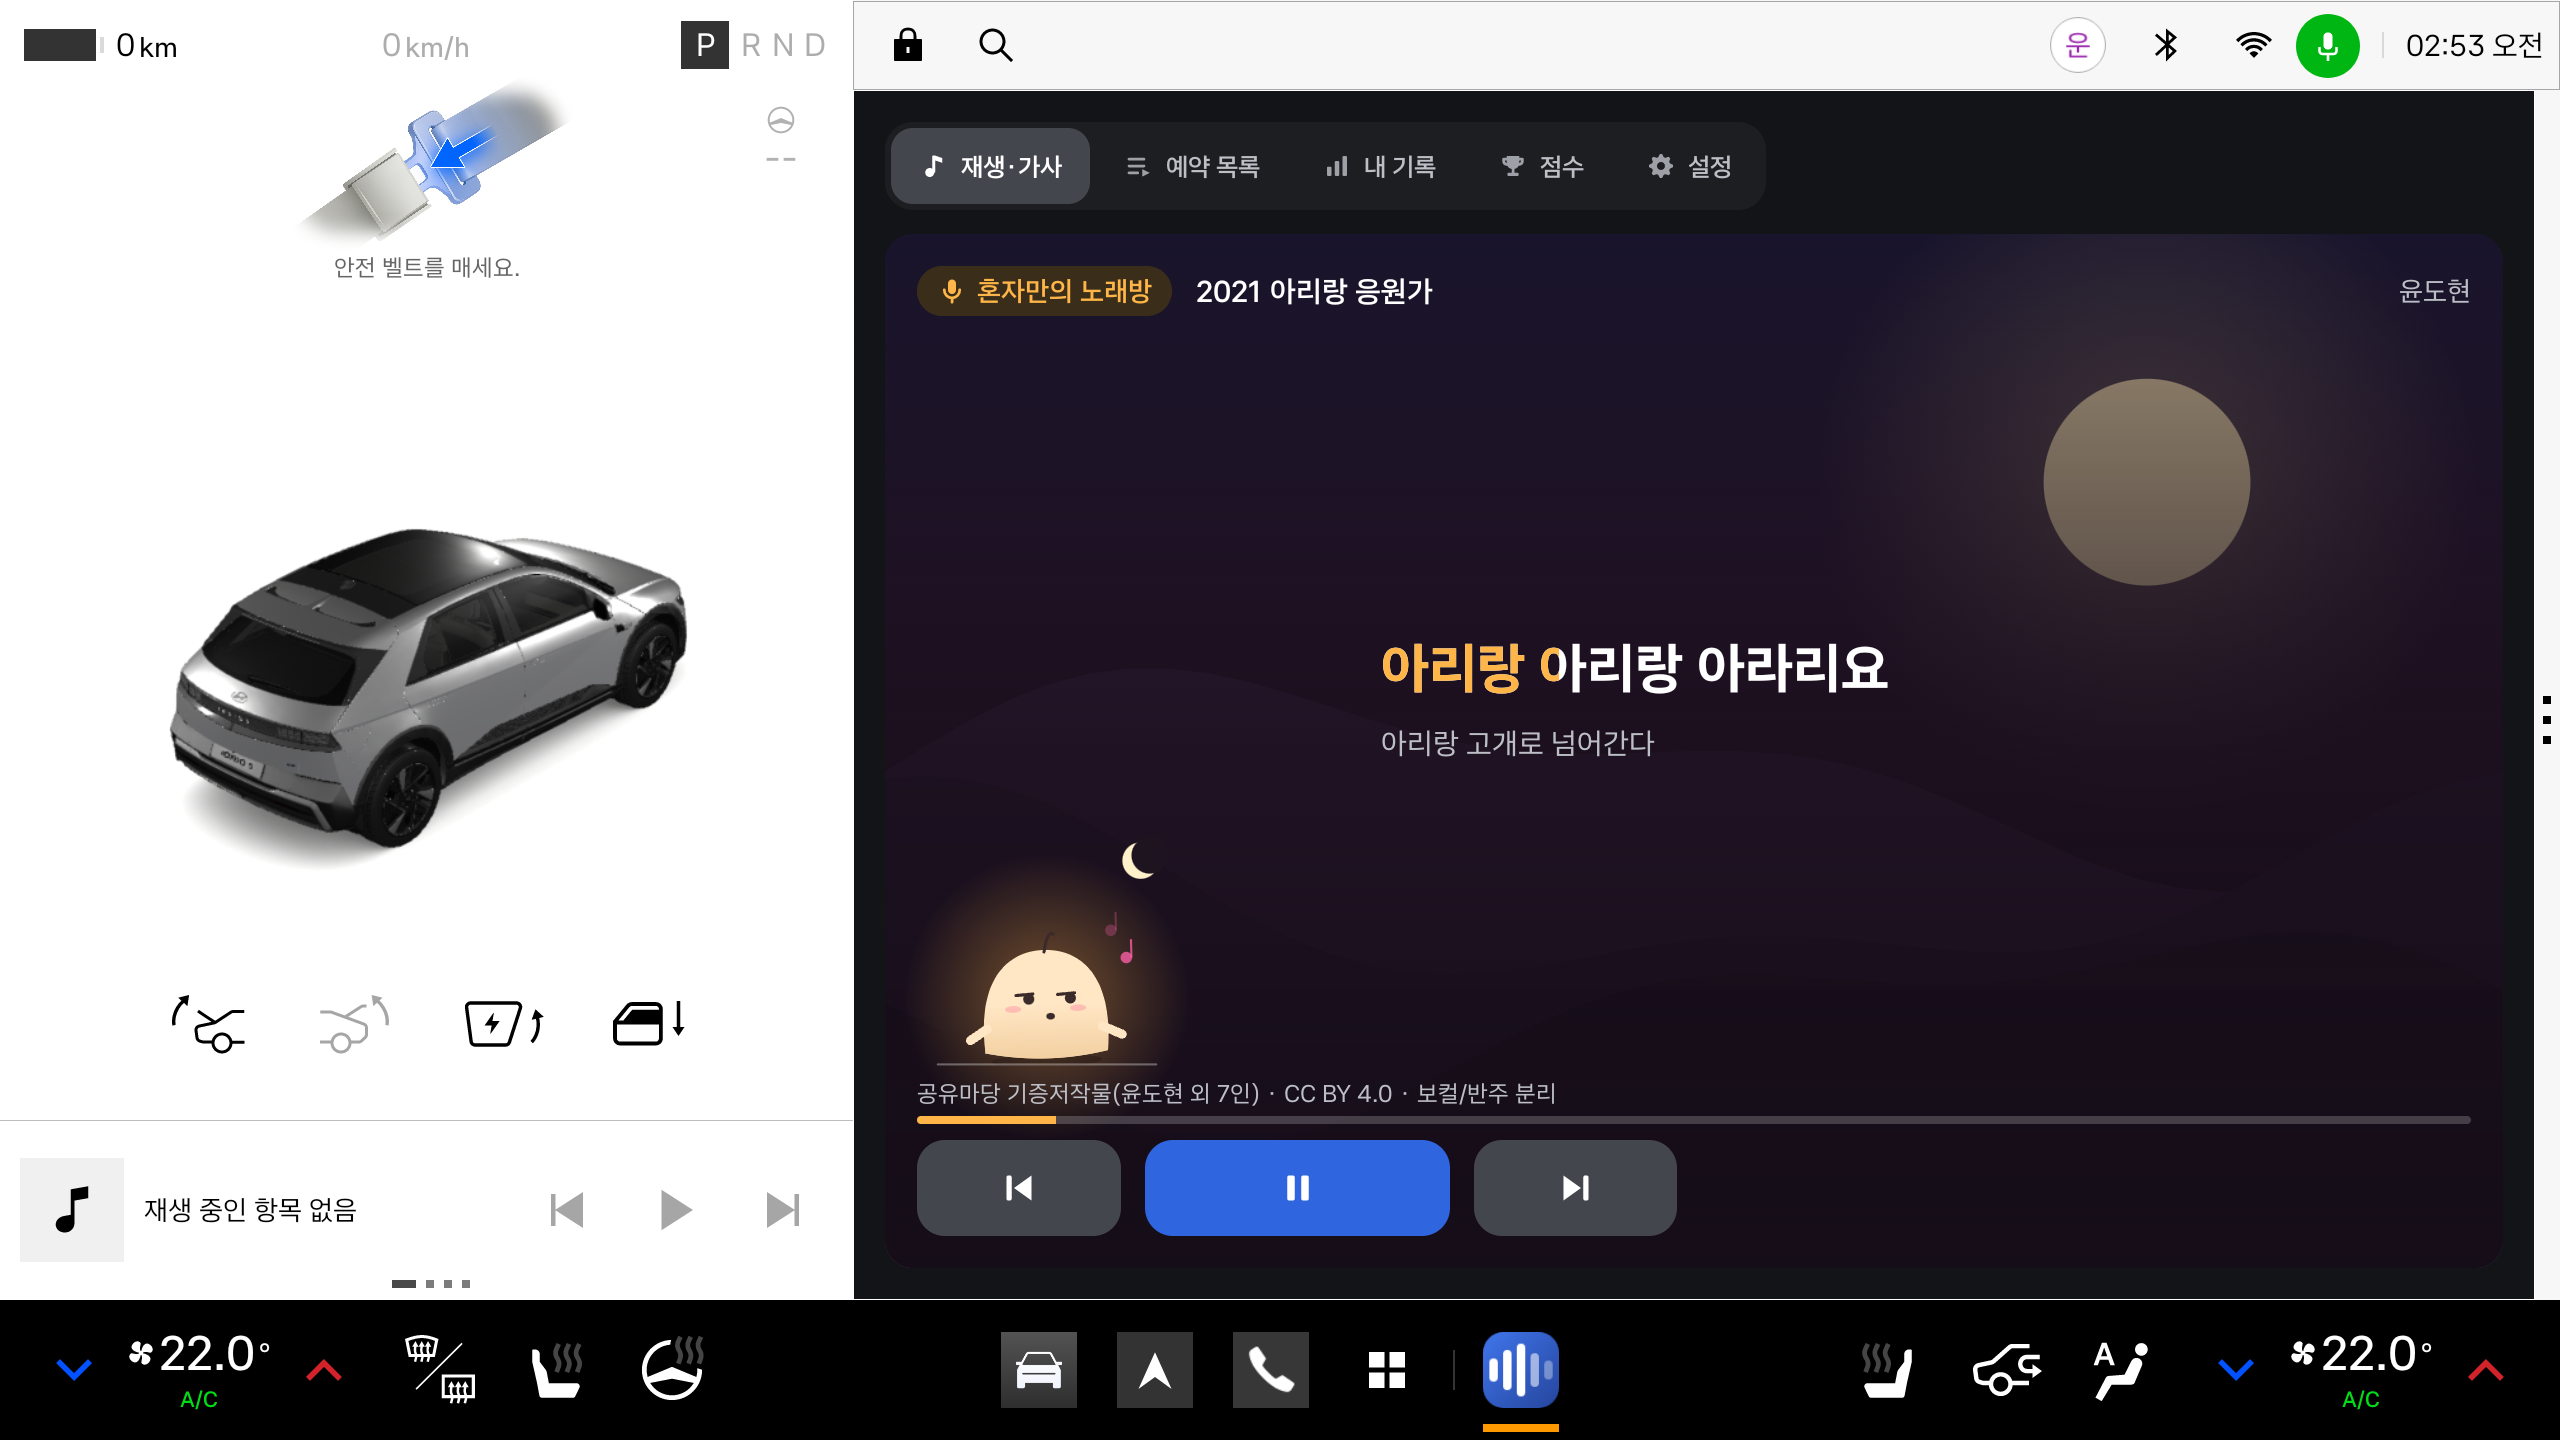 0 km
0 km/h
P R N D
운
02:53 오전
안전 벨트를 매세요.
재생·가사
예약 목록
내 기록
점수
설정
혼자만의 노래방
2021 아리랑 응원가
윤도현
아리랑 아리랑 아라리요
아리랑 고개로 넘어간다
공유마당 기증저작물(윤도현 외 7인) · CC BY 4.0 · 보컬/반주 분리
재생 중인 항목 없음
22.0°
A/C
A
22.0°
A/C